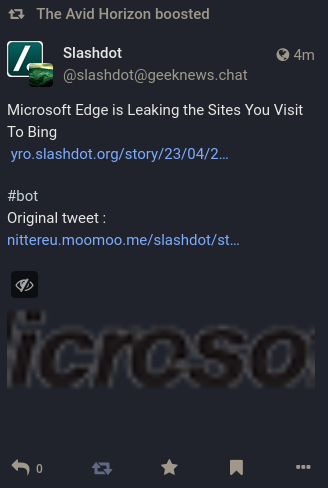 The Avid Horizon boosted
Slashdot
4m
@slashdot@geeknews.chat
Microsoft Edge is Leaking the Sites You Visit
To Bing
yro.slashdot.org/story/23/04/2…
#bot
Original tweet :
nittereu.moomoo.me/slashdot/st…
icroso
0